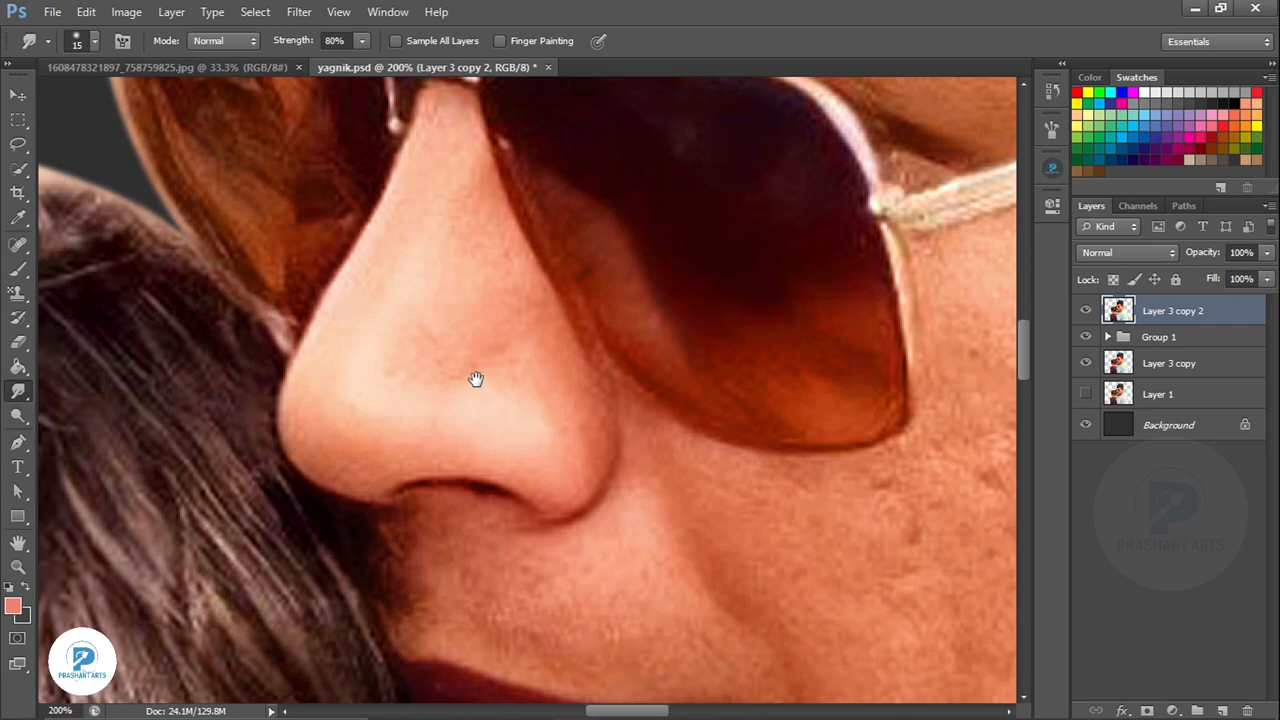 Ps File Edit Image Layer Type Select Filter View Window Help
15 Mode: Normal Strength: 80% Sample All Layers Finger Painting Essentials
1608478321897_758759825.jpg @ 33.3% (RGB/8#) × yagnik.psd @ 200% (Layer 3 copy 2, RGB/8) * ×
Color Swatches
Layers Channels Paths
Kind
Normal Opacity: 100%
Lock: Fill: 100%
Layer 3 copy 2
Group 1
Layer 3 copy
Layer 1
Background
PRASHANT ARTS
PRASHANT ARTS
200% Doc: 24.1M/129.8M